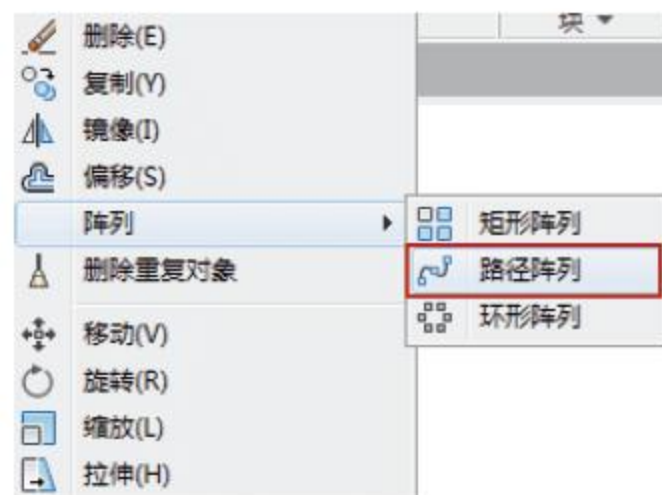 块
删除(E)
复制(Y)
镜像(I)
偏移(S)
阵列
矩形阵列
删除重复对象
路径阵列
移动(V)
环形阵列
旋转(R)
缩放(L)
拉伸(H)